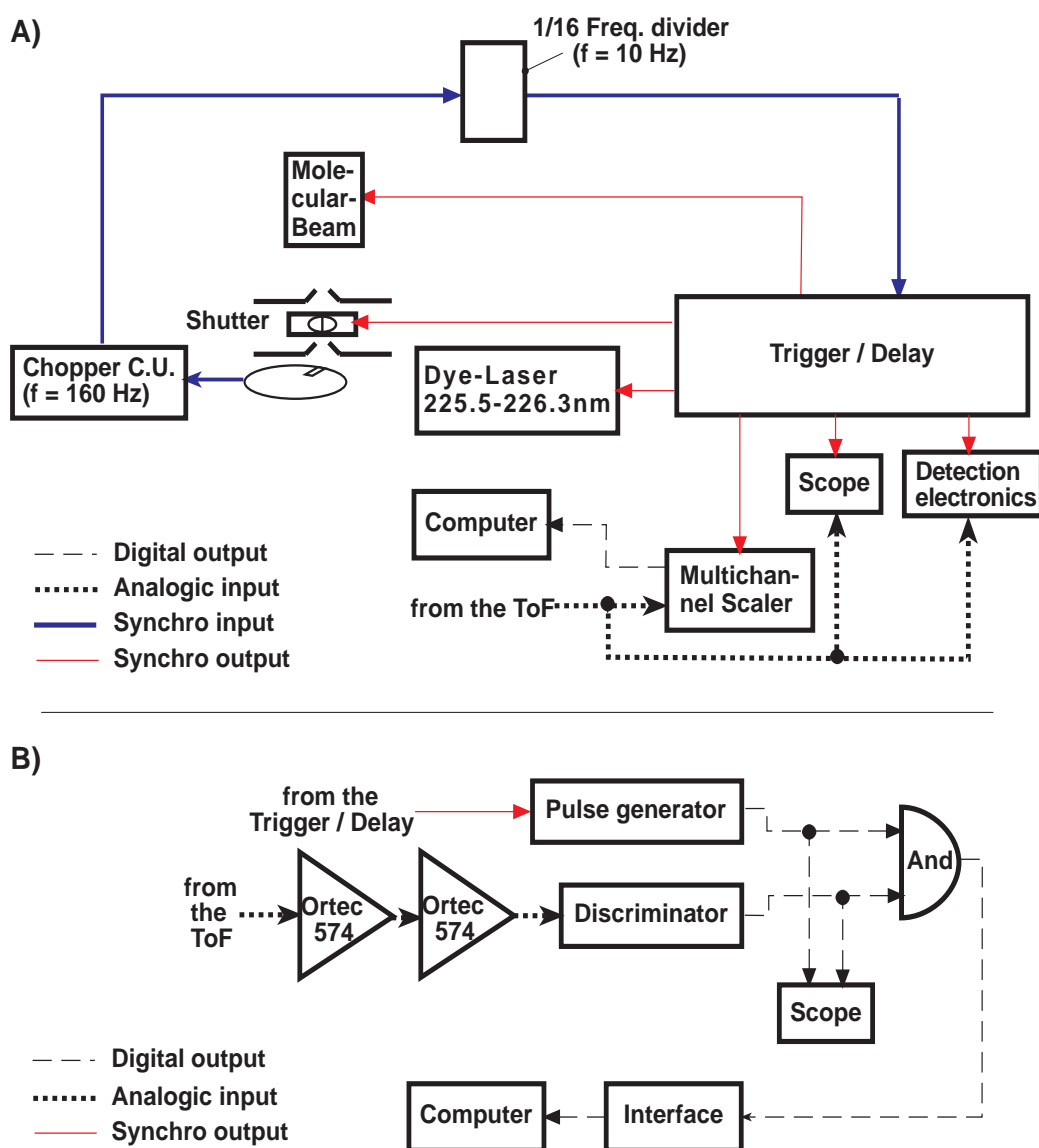 A)
1/16 Freq. divider
(f = 10 Hz)
Mole-
cular-
Beam
Shutter
Chopper C.U.
(f = 160 Hz)
Trigger / Delay
Dye-Laser
225.5-226.3nm
Scope
Detection
electronics
Computer
Multichan-
nel Scaler
from the ToF
Digital output
Analogic input
Synchro input
Synchro output
B)
from the
Trigger / Delay
Pulse generator
And
from
the
ToF
Ortec
574
Ortec
574
Discriminator
Scope
Digital output
Analogic input
Synchro output
Computer
Interface